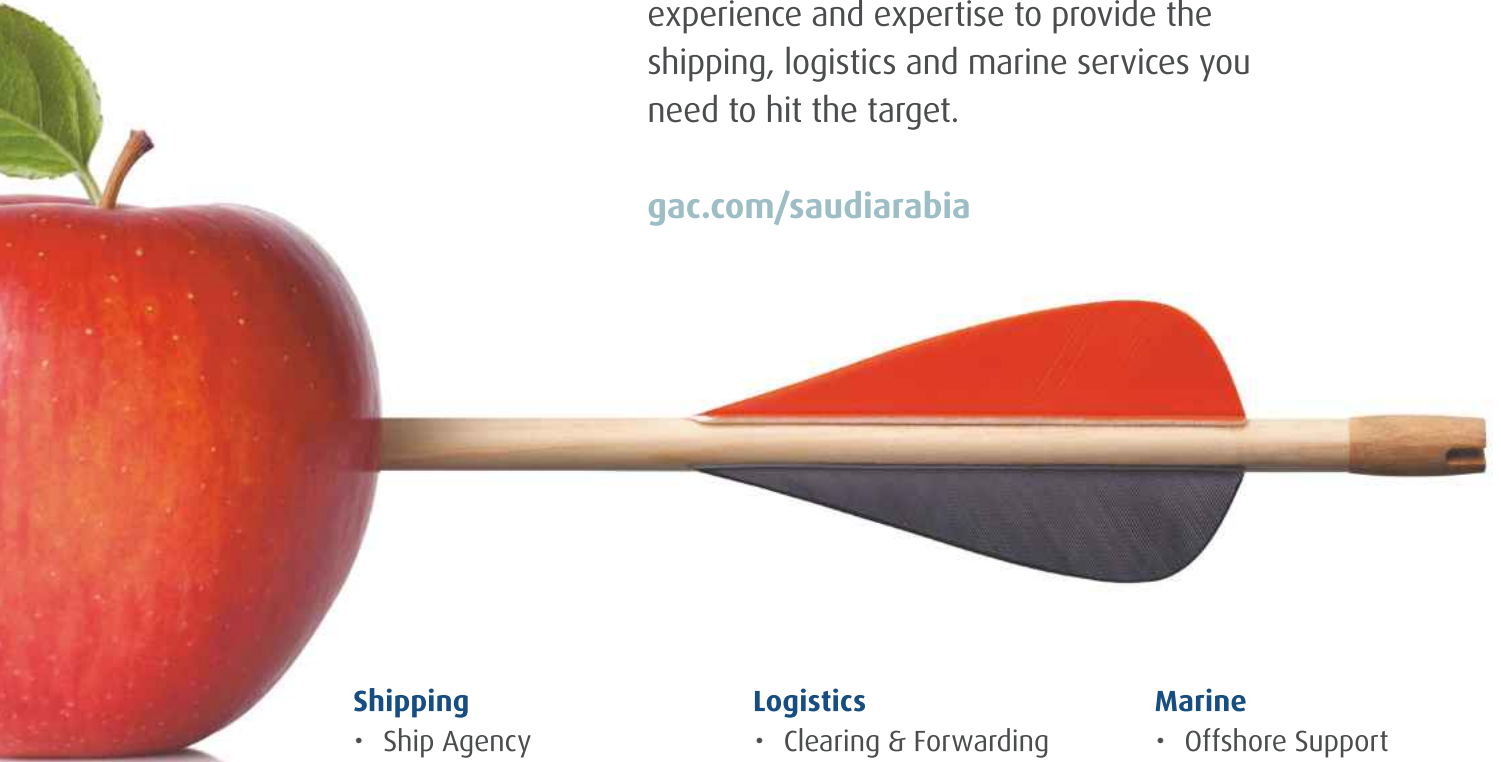 experience and expertise to provide the
shipping, logistics and marine services you
need to hit the target.
gac.com/saudiarabia
Shipping
• Ship Agency
Logistics
• Clearing & Forwarding
Marine
• Offshore Support